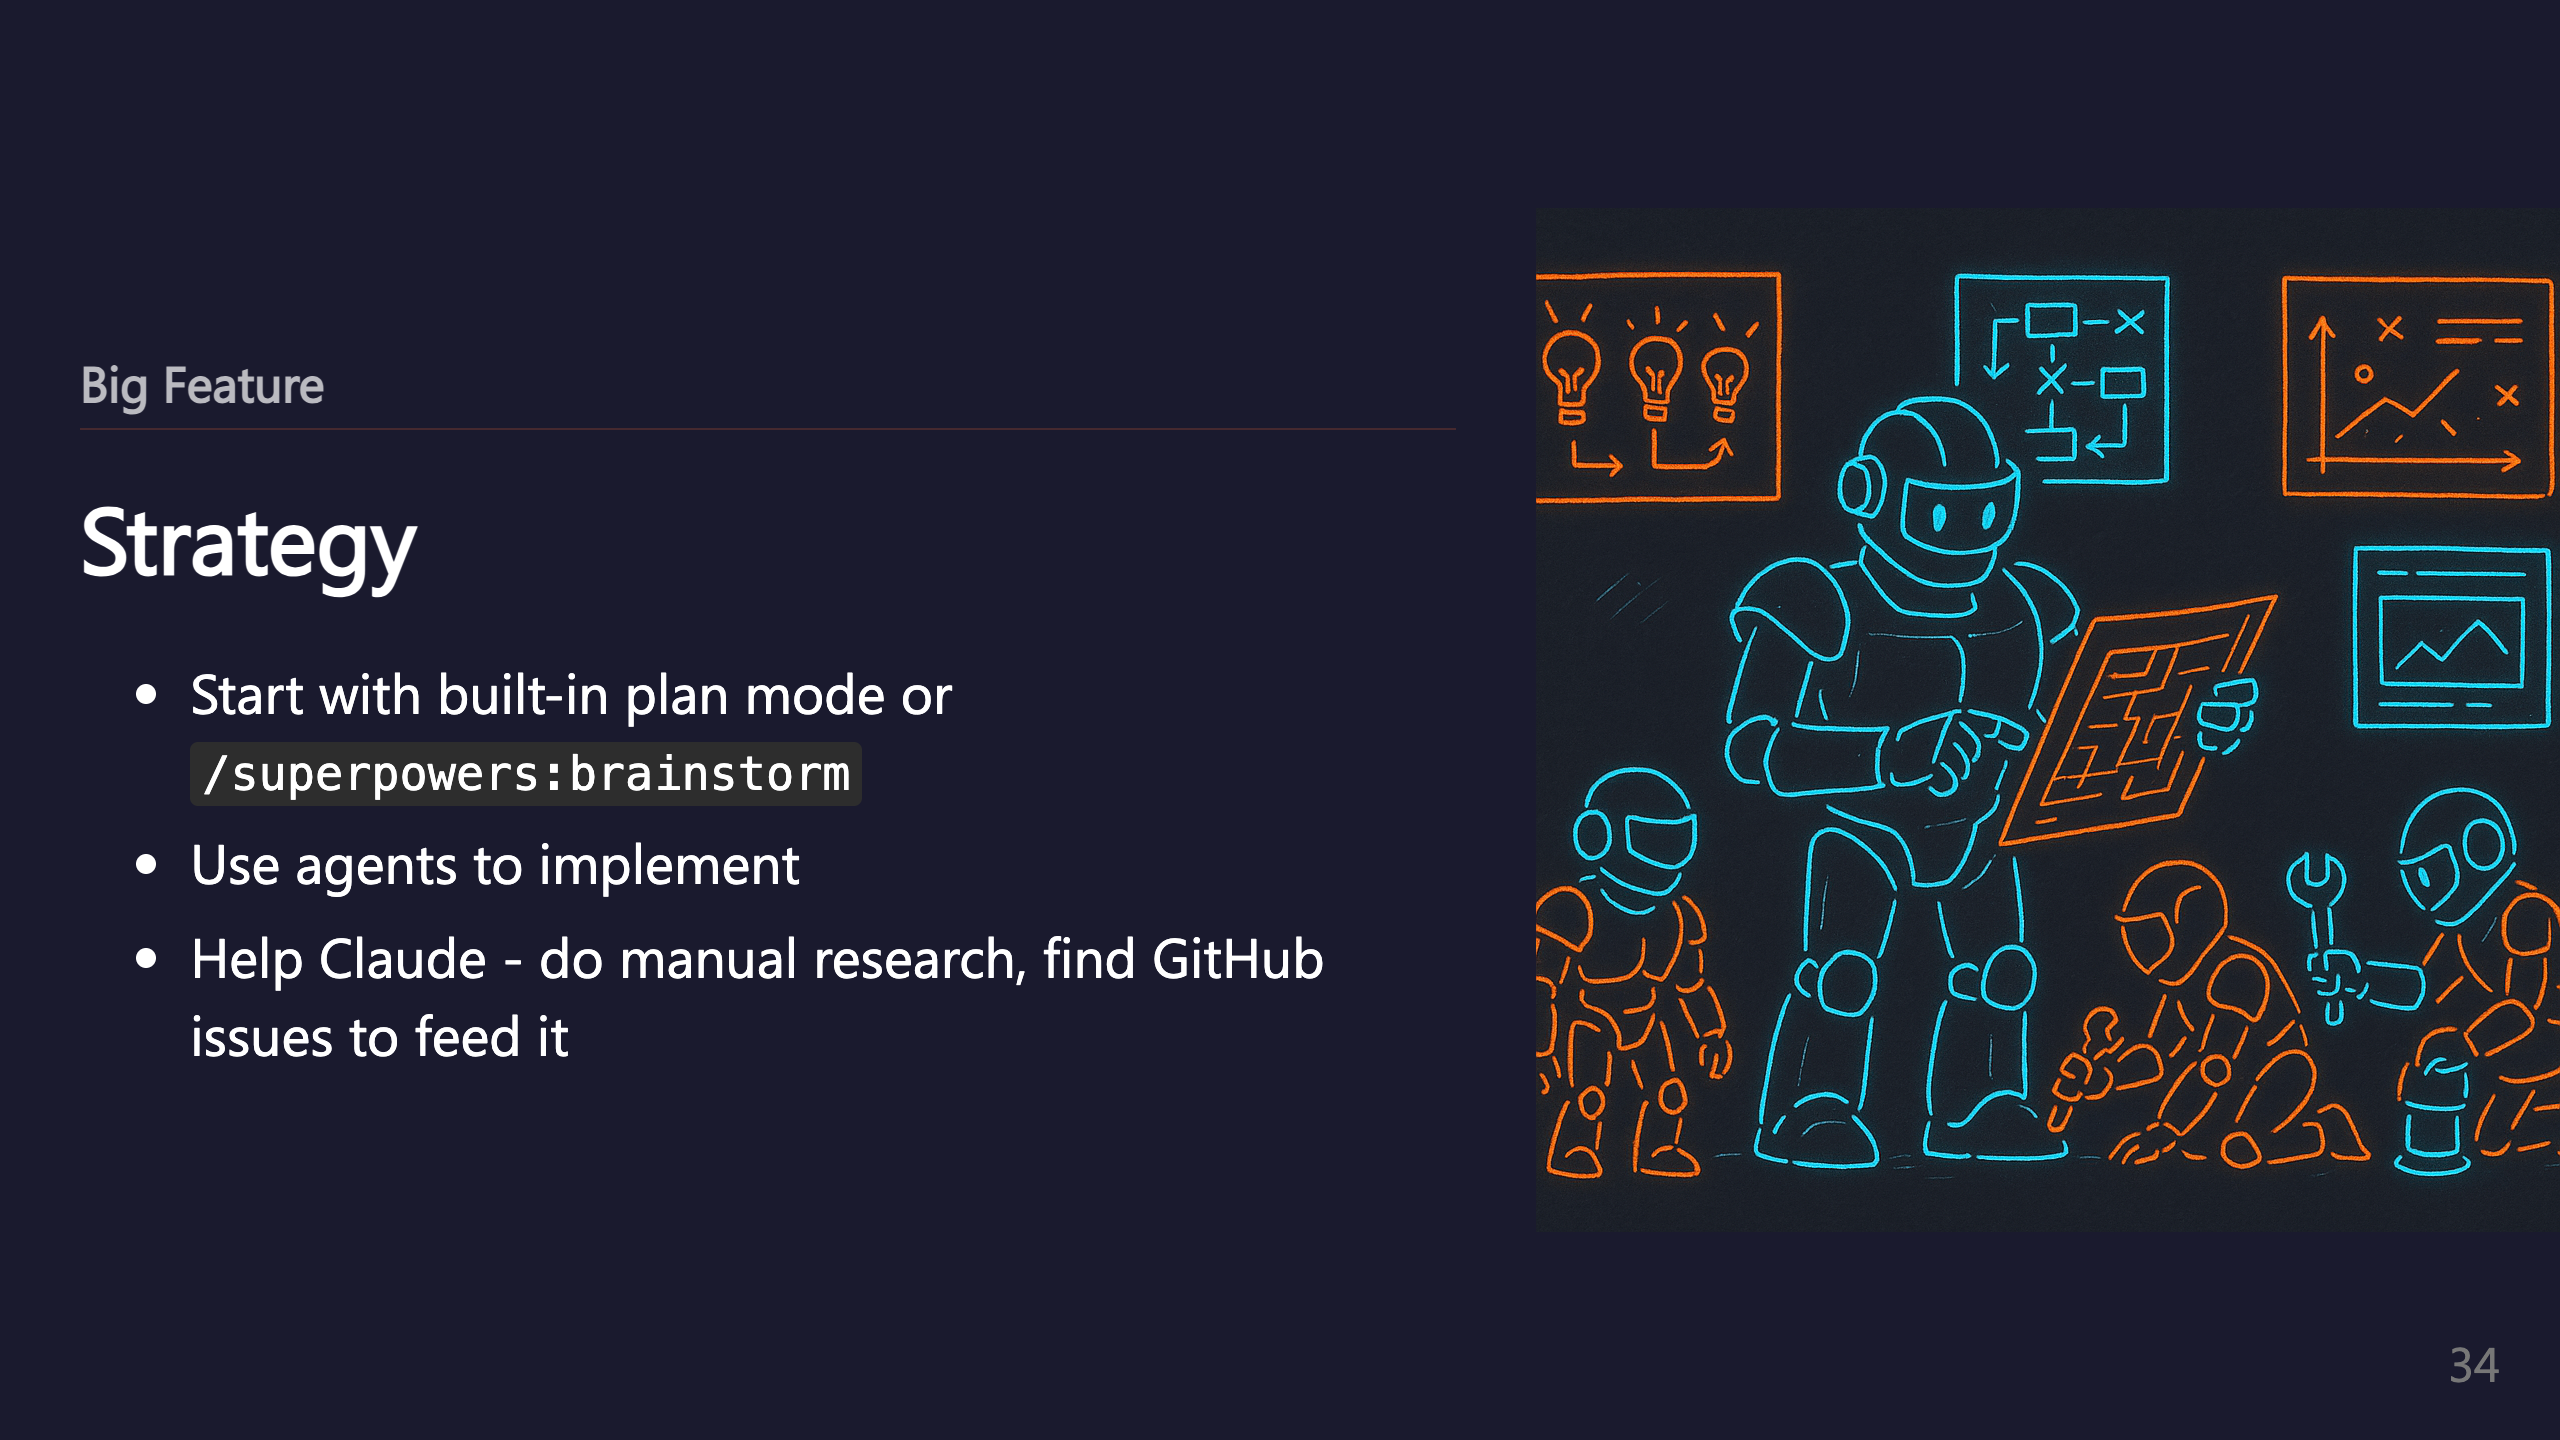 Big Feature
Strategy
• Start with built-in plan mode or
/superpowers:brainstorm
• Use agents to implement
• Help Claude - do manual research, find GitHub
issues to feed it
34